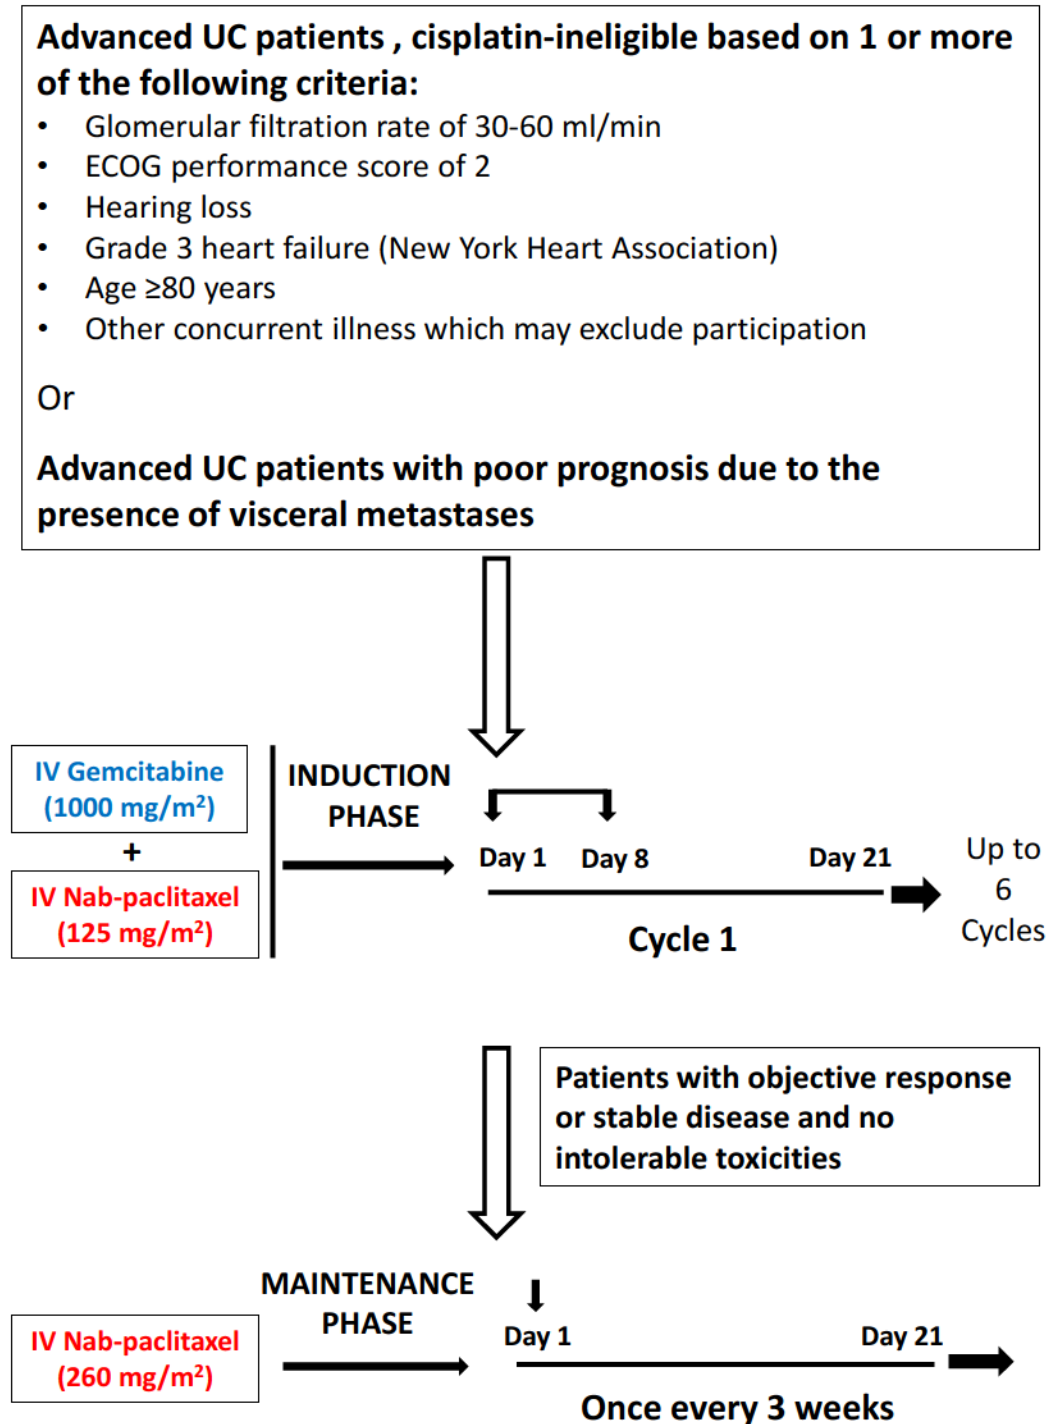 Advanced UC patients , cisplatin-ineligible based on 1 or more
of the following criteria:
• Glomerular filtration rate of 30-60 ml/min
• ECOG performance score of 2
• Hearing loss
• Grade 3 heart failure (New York Heart Association)
• Age ≥80 years
• Other concurrent illness which may exclude participation
Or
Advanced UC patients with poor prognosis due to the
presence of visceral metastases
IV Gemcitabine
(1000 mg/m²)
+
IV Nab-paclitaxel
(125 mg/m²)
INDUCTION
PHASE
Day 1 Day 8 Day 21
Cycle 1
Up to
6
Cycles
Patients with objective response
or stable disease and no
intolerable toxicities
MAINTENANCE
PHASE
IV Nab-paclitaxel
(260 mg/m²)
Day 1 Day 21
Once every 3 weeks